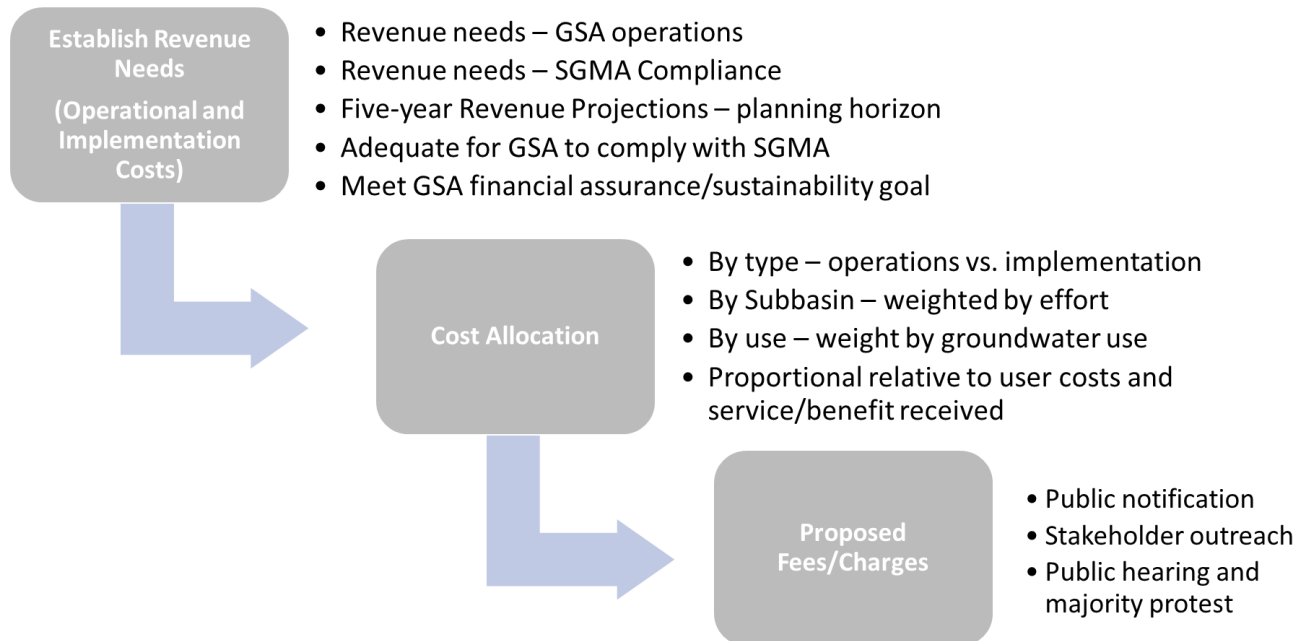 Establish Revenue
Needs
(Operational and
Implementation
Costs)
• Revenue needs – GSA operations
• Revenue needs – SGMA Compliance
• Five-year Revenue Projections – planning horizon
• Adequate for GSA to comply with SGMA
• Meet GSA financial assurance/sustainability goal
Cost Allocation
• By type – operations vs. implementation
• By Subbasin – weighted by effort
• By use – weight by groundwater use
• Proportional relative to user costs and
service/benefit received
Proposed
Fees/Charges
• Public notification
• Stakeholder outreach
• Public hearing and
majority protest